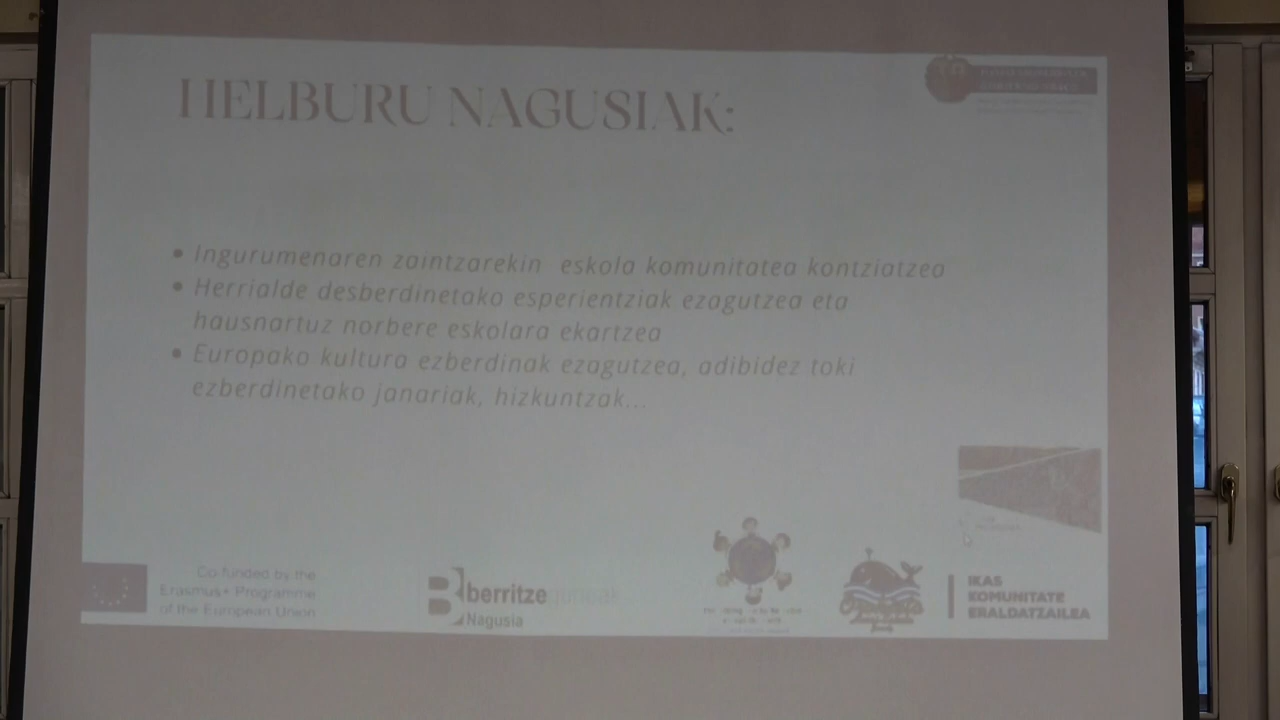 HELBURU NAGUSIAK:
• Ingurumenaren zaintzarekin eskola komunitatea kontziatzea
• Herrialde desberdinetako esperientziak ezagutzea eta
hausnartuz norbere eskolara ekartzea
• Europako kultura ezberdinak ezagutzea, adibidez toki
ezberdinetako janariak, hizkuntzak...
Co-funded by the
Erasmus+ Programme
of the European Union
berritzeguneak
Nagusia
IKAS
KOMUNITATE
ERALDATZAILEA